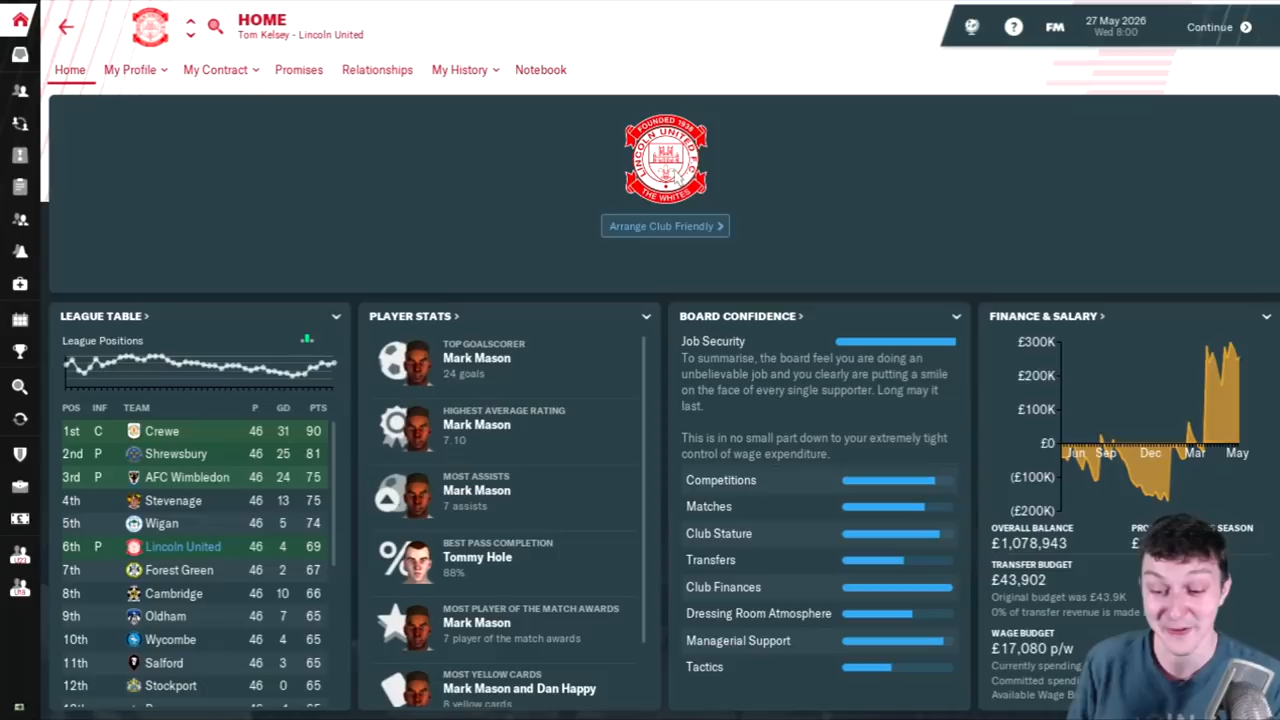 HOME
Tom Kelsey - Lincoln United
FM
27 May 2026
Wed 8:00
Continue
Home
My Profile
My Contract
Promises
Relationships
My History
Notebook
FOUNDED 1938
LINCOLN UNITED F.C.
THE WHITES
Arrange Club Friendly
LEAGUE TABLE
League Positions
POS INF TEAM P GD PTS
1st C Crewe 46 31 90
2nd P Shrewsbury 46 25 81
3rd P AFC Wimbledon 46 24 75
4th Stevenage 46 13 75
5th Wigan 46 5 74
6th P Lincoln United 46 4 69
7th Forest Green 46 2 67
8th Cambridge 46 10 66
9th Oldham 46 7 65
10th Wycombe 46 4 65
11th Salford 46 3 65
12th Stockport 46 0 65
PLAYER STATS
TOP GOALSCORER
Mark Mason
24 goals
HIGHEST AVERAGE RATING
Mark Mason
7.10
MOST ASSISTS
Mark Mason
7 assists
BEST PASS COMPLETION
Tommy Hole
88%
MOST PLAYER OF THE MATCH AWARDS
Mark Mason
7 player of the match awards
MOST YELLOW CARDS
Mark Mason and Dan Happy
8 yellow cards
BOARD CONFIDENCE
Job Security
To summarise, the board feel you are doing an
unbelievable job and you clearly are putting a smile
on the face of every single supporter. Long may it
last.
This is in no small part down to your extremely tight
control of wage expenditure.
Competitions
Matches
Club Stature
Transfers
Club Finances
Dressing Room Atmosphere
Managerial Support
Tactics
FINANCE & SALARY
£300K
£200K
£100K
£0
(£100K)
(£200K)
Jun Sep Dec Mar May
OVERALL BALANCE
£1,078,943
SEASON
TRANSFER BUDGET
£43,902
Original budget was £43.9K
0% of transfer revenue is made
WAGE BUDGET
£17,080 p/w
Currently spending
Committed spendi
Available Wage B